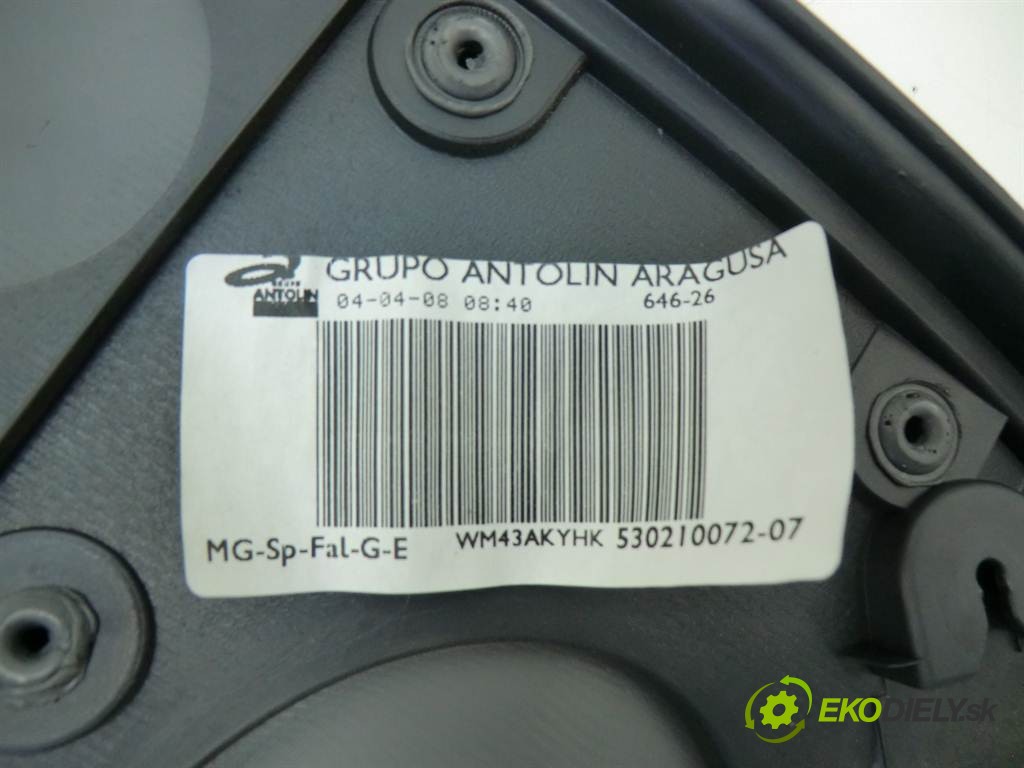 GRUPO ANTOLIN ARAGUSA
GRUPO
ANTOLIN
04-04-08 08:40
646-26
MG-Sp-Fal-G-E
WM43AKYHK 530210072-07
EKODIELY.sk